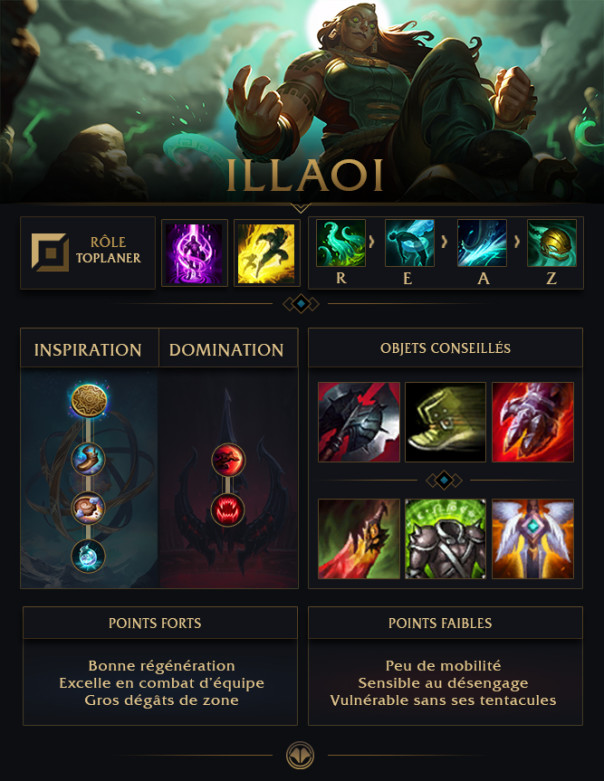 ILLAOI
RÔLE
TOPLANER
R
E
A
Z
INSPIRATION
DOMINATION
OBJETS CONSEILLÉS
POINTS FORTS
Bonne régénération
Excelle en combat d'équipe
Gros dégâts de zone
POINTS FAIBLES
Peu de mobilité
Sensible au désengage
Vulnérable sans ses tentacules